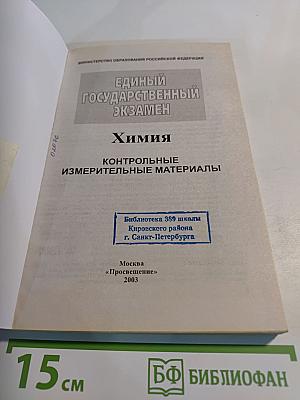 МИНИСТЕРСТВО ОБРАЗОВАНИЯ РОССИЙСКОЙ ФЕДЕРАЦИИ
ЕДИНЫЙ
ГОСУДАРСТВЕННЫЙ
ЭКЗАМЕН
Химия
КОНТРОЛЬНЫЕ
ИЗМЕРИТЕЛЬНЫЕ МАТЕРИАЛЫ
Библиотека 389 школы
Кировского района
г. Санкт-Петербурга
Москва
«Просвещение»
2003
15 см
БФ БИБЛИОФАН